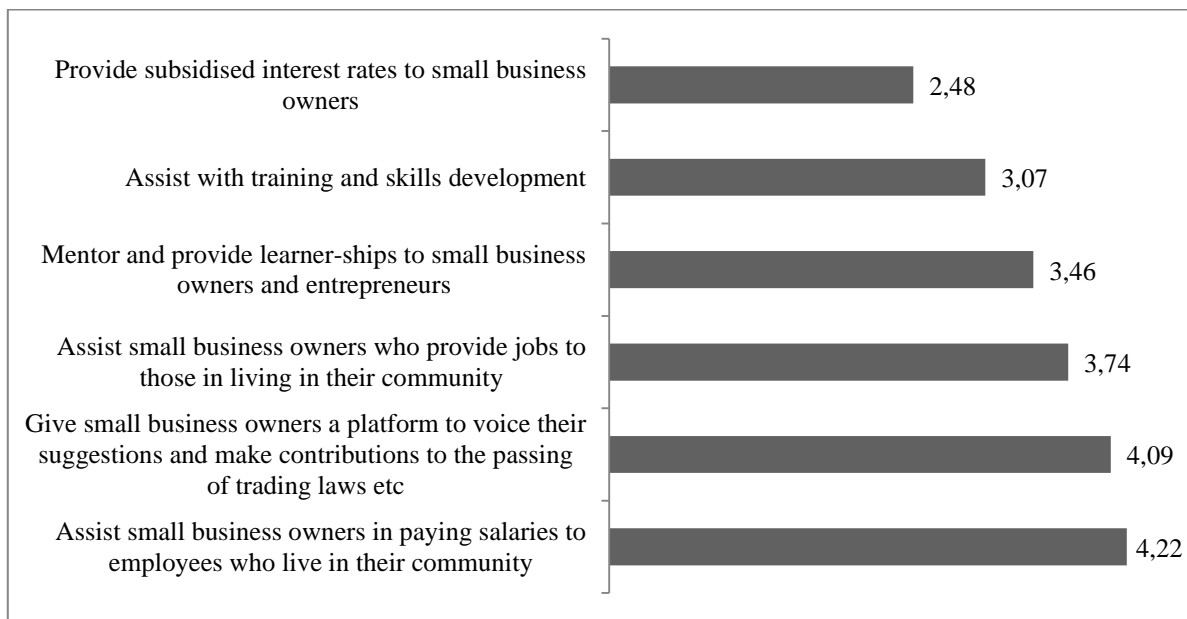 Provide subsidised interest rates to small business
owners
2,48
Assist with training and skills development
3,07
Mentor and provide learner-ships to small business
owners and entrepreneurs
3,46
Assist small business owners who provide jobs to
those in living in their community
3,74
Give small business owners a platform to voice their
suggestions and make contributions to the passing
of trading laws etc
4,09
Assist small business owners in paying salaries to
employees who live in their community
4,22